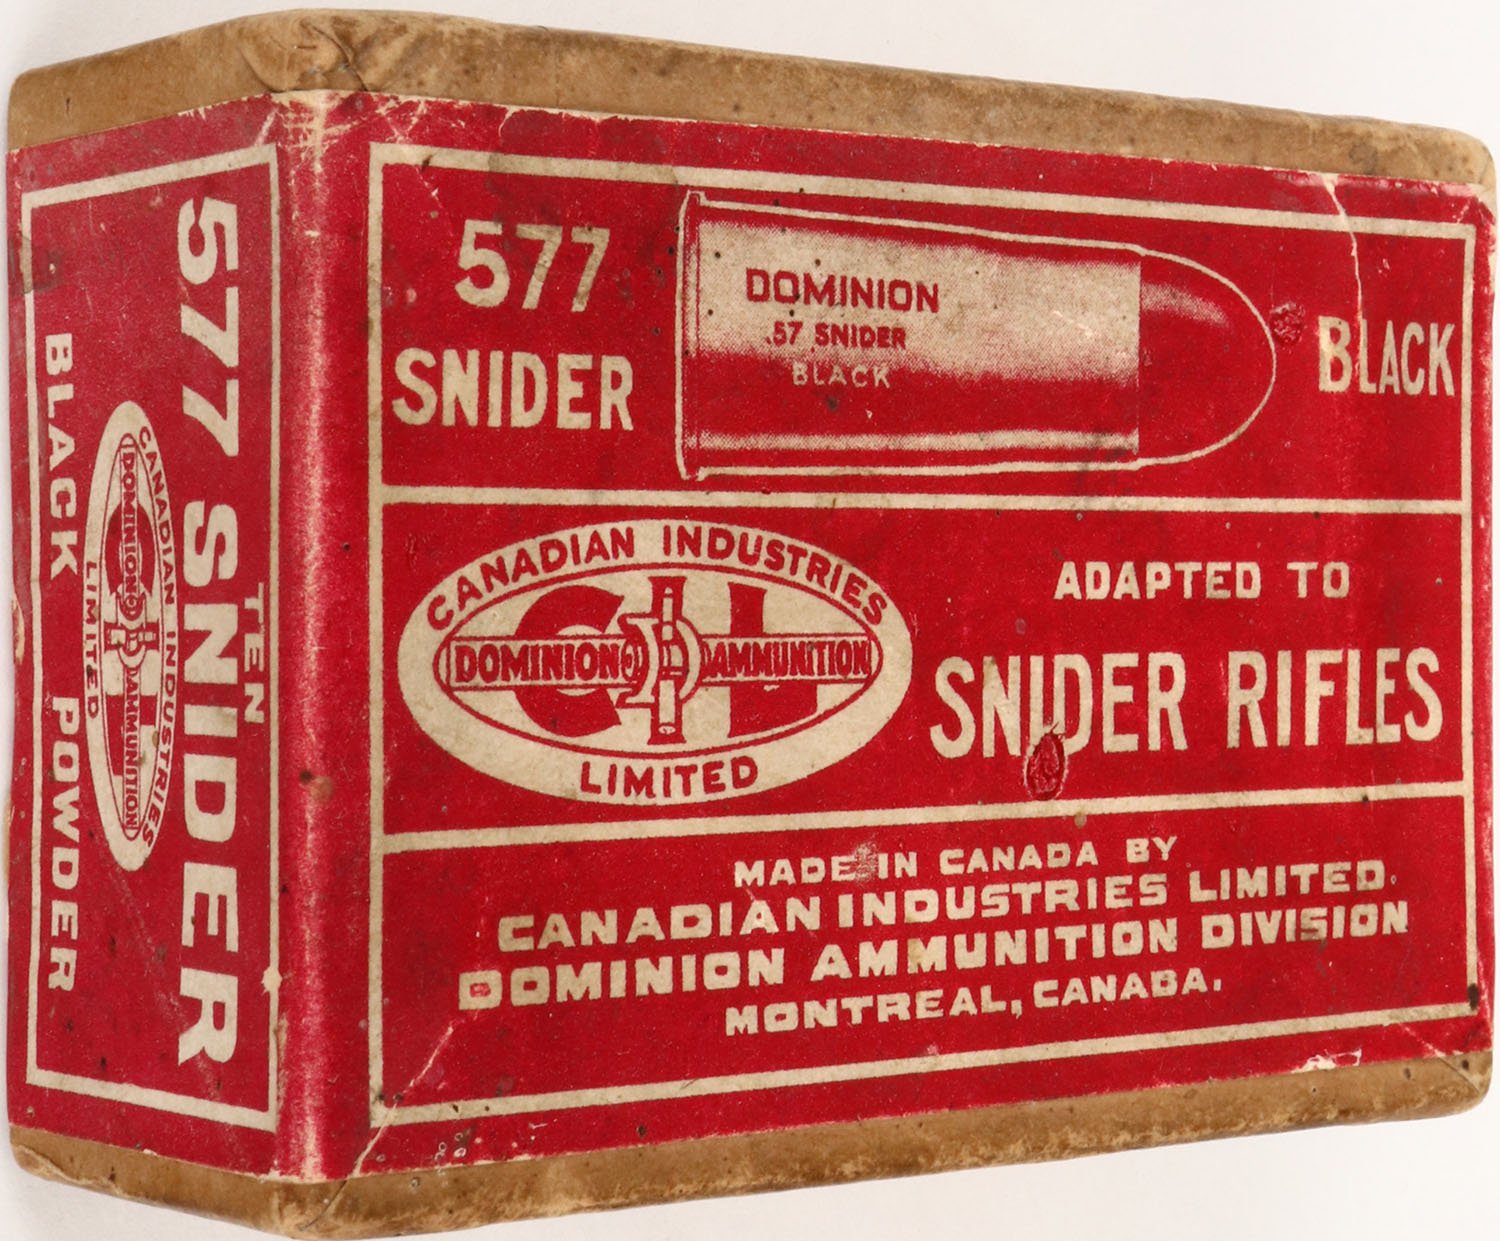 577
SNIDER
DOMINION
.57 SNIDER
BLACK
BLACK
CANADIAN INDUSTRIES
CIL
DOMINION AMMUNITION
LIMITED
ADAPTED TO
SNIDER RIFLES
MADE IN CANADA BY
CANADIAN INDUSTRIES LIMITED
DOMINION AMMUNITION DIVISION
MONTREAL, CANADA.
TEN
577 SNIDER
CANADIAN INDUSTRIES
CIL
DOMINION AMMUNITION
LIMITED
BLACK POWDER